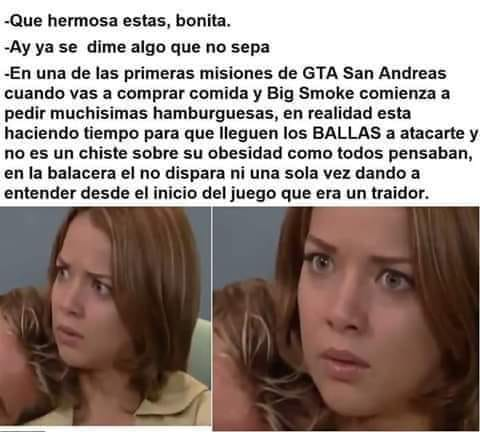 -Que hermosa estas, bonita.
-Ay ya se dime algo que no sepa
-En una de las primeras misiones de GTA San Andreas
cuando vas a comprar comida y Big Smoke comienza a
pedir muchisimas hamburguesas, en realidad esta
haciendo tiempo para que lleguen los BALLAS a atacarte y
no es un chiste sobre su obesidad como todos pensaban,
en la balacera el no dispara ni una sola vez dando a
entender desde el inicio del juego que era un traidor.